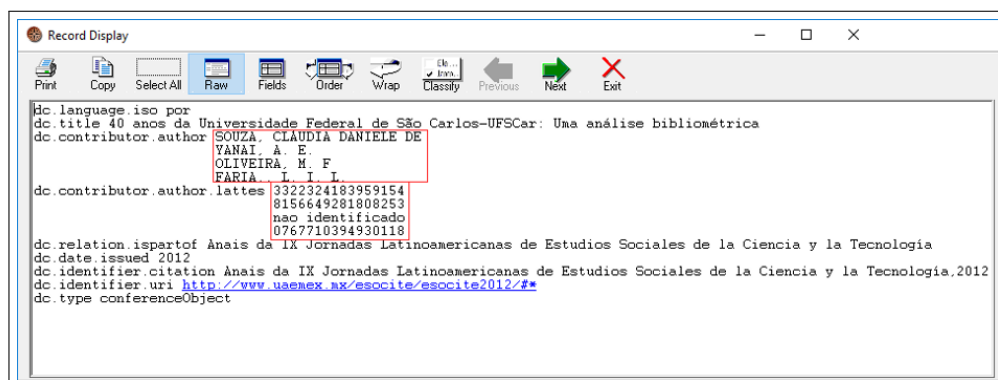 Record Display
Print Copy Select All Raw Fields Order Wrap Classify Previous Next Exit
dc.language.iso por
dc.title 40 anos da Universidade Federal de São Carlos-UFSCar: Uma análise bibliométrica
dc.contributor.author SOUZA, CLAUDIA DANIELE DE
YANAI, A. E.
OLIVEIRA, M. F
FARIA., L. I. L.
dc.contributor.author.lattes 3322324183959154
8156649281808253
nao identificado
0767710394930118
dc.relation.ispartof Anais da IX Jornadas Latinoamericanas de Estudios Sociales de la Ciencia y la Tecnología
dc.date.issued 2012
dc.identifier.citation Anais da IX Jornadas Latinoamericanas de Estudios Sociales de la Ciencia y la Tecnología,2012
dc.identifier.uri http://www.uaemex.mx/esocite/esocite2012/#*
dc.type conferenceObject